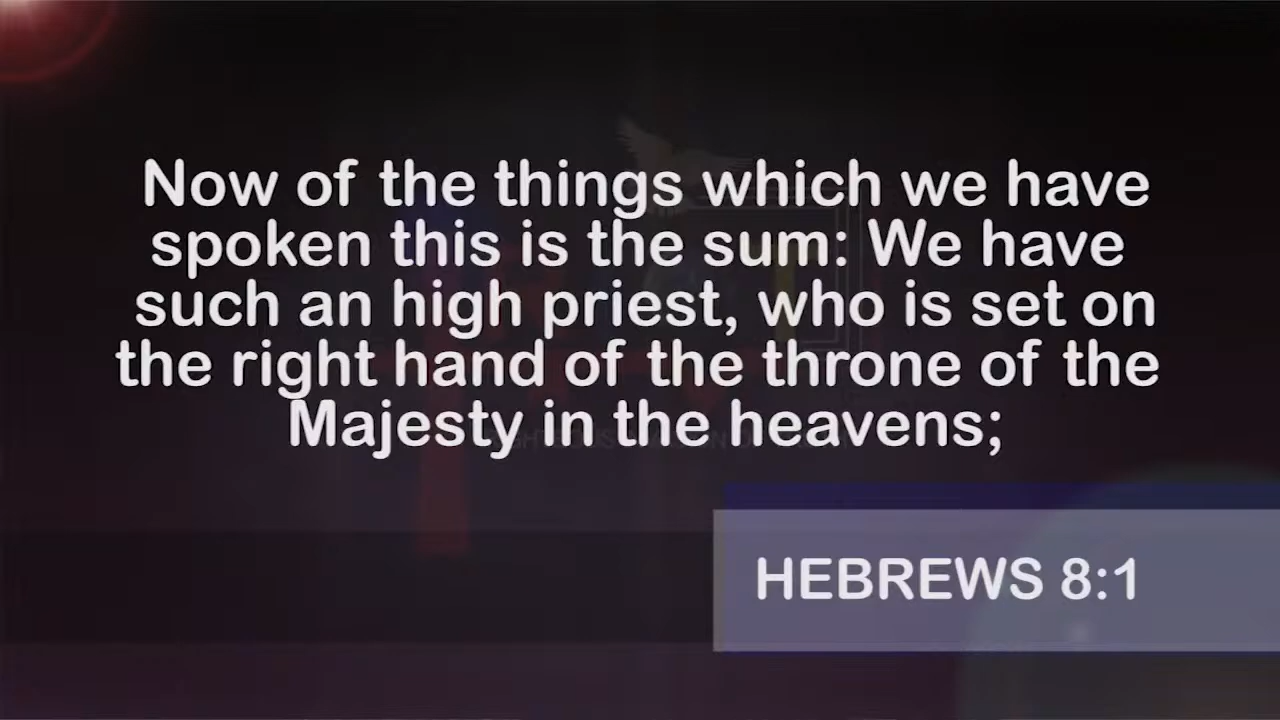 Now of the things which we have
spoken this is the sum: We have
such an high priest, who is set on
the right hand of the throne of the
Majesty in the heavens;
HEBREWS 8:1